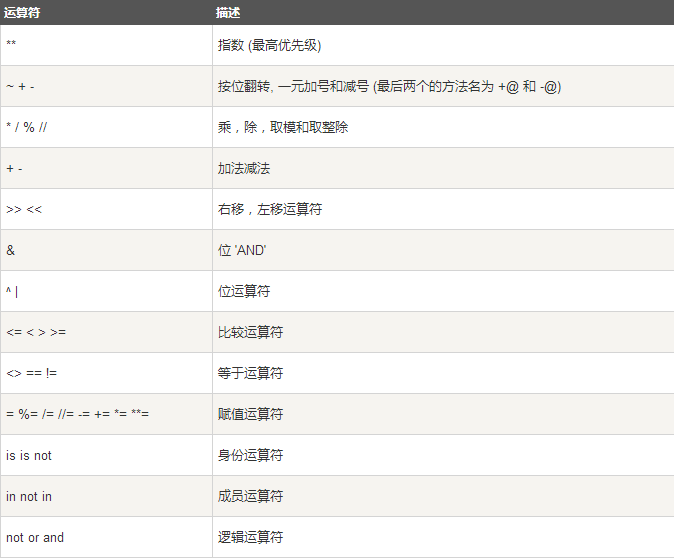 运算符 描述
** 指数 (最高优先级)
~ + - 按位翻转, 一元加号和减号 (最后两个的方法名为 +@ 和 -@)
* / % // 乘，除，取模和取整除
+ - 加法减法
>> << 右移，左移运算符
& 位 'AND'
^ | 位运算符
<= < > >= 比较运算符
<> == != 等于运算符
= %= /= //= -= += *= **= 赋值运算符
is is not 身份运算符
in not in 成员运算符
not or and 逻辑运算符